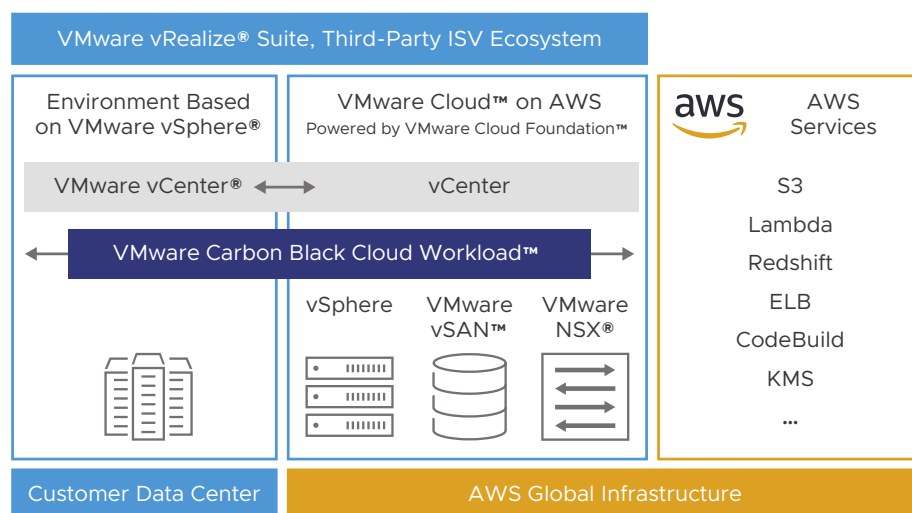 VMware vRealize® Suite, Third-Party ISV Ecosystem
Environment Based
on VMware vSphere®
VMware Cloud™ on AWS
Powered by VMware Cloud Foundation™
aws
AWS
Services
VMware vCenter®
vCenter
VMware Carbon Black Cloud Workload™
vSphere
VMware
vSAN™
VMware
NSX®
S3
Lambda
Redshift
ELB
CodeBuild
KMS
...
Customer Data Center
AWS Global Infrastructure